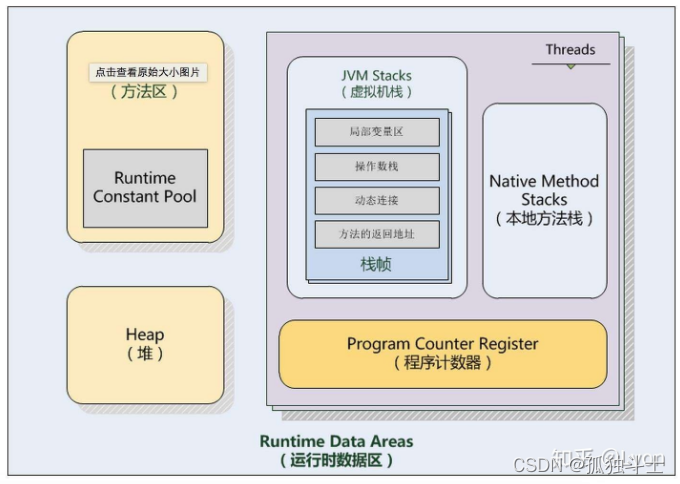 点击查看原始大小图片
（方法区）
Runtime
Constant Pool
Heap
（堆）
Threads
JVM Stacks
（虚拟机栈）
局部变量区
操作数栈
动态连接
方法的返回地址
栈帧
Native Method
Stacks
（本地方法栈）
Program Counter Register
（程序计数器）
Runtime Data Areas
（运行时数据区）
CSDN @孤独斗士